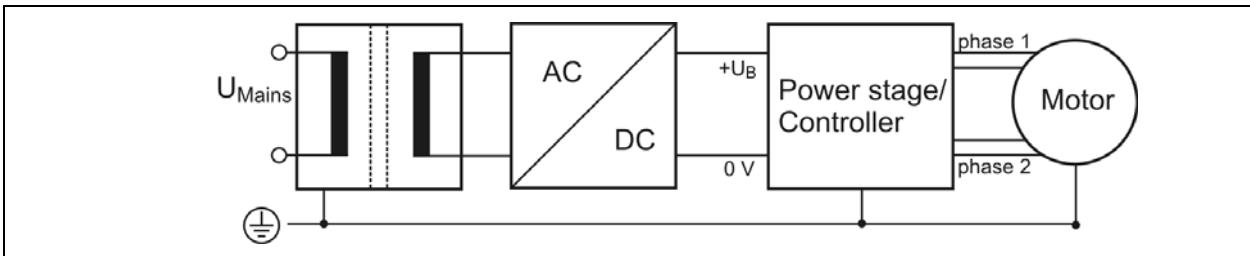 U_Mains
AC
DC
+U_B
0 V
Power stage/
Controller
phase 1
phase 2
Motor